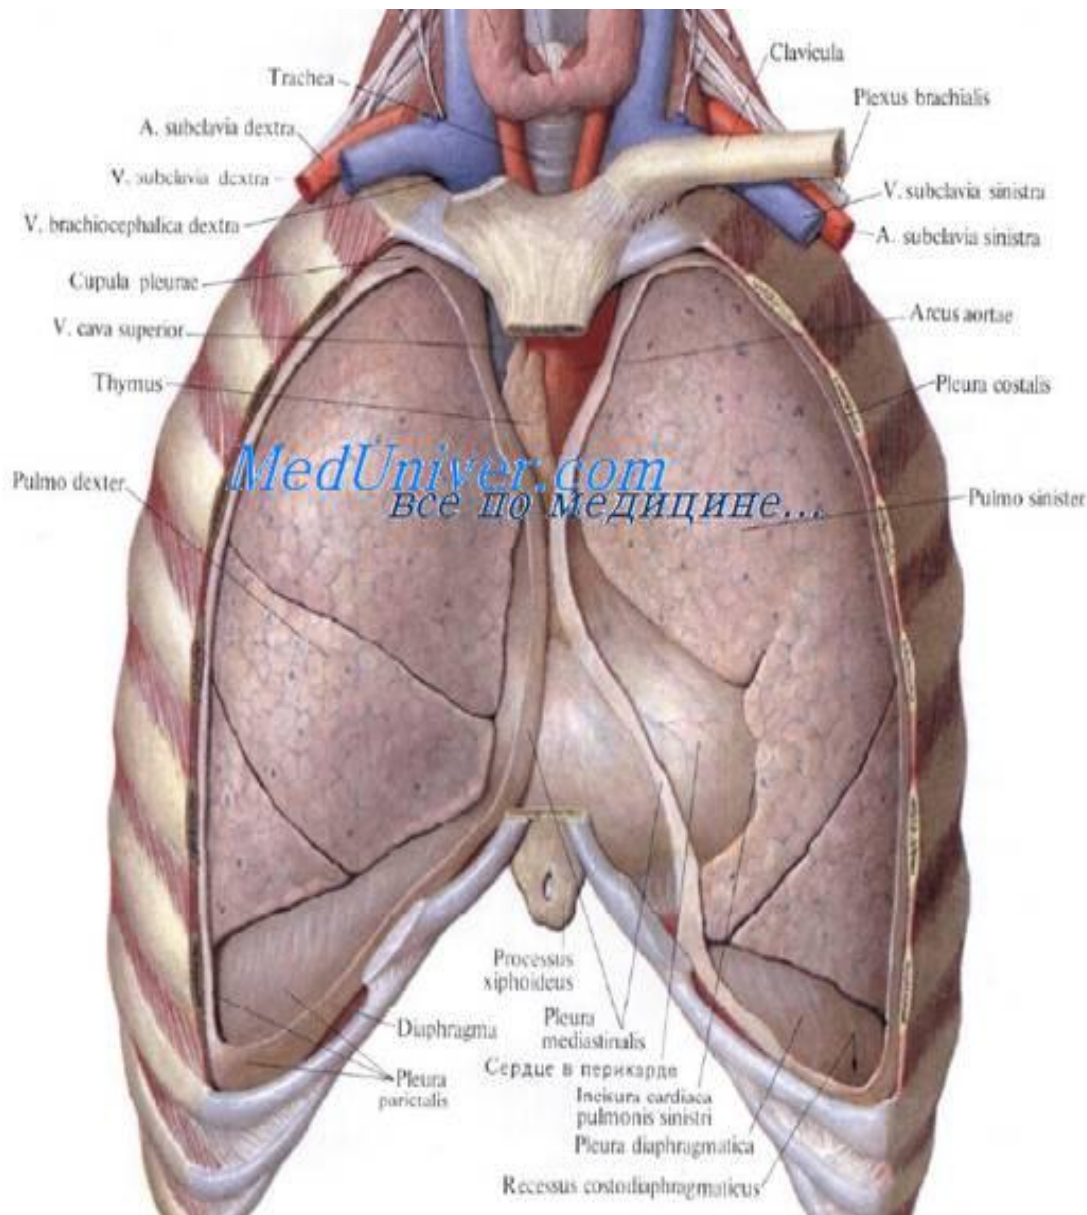 Clavicula
Trachea
Plexus brachialis
A. subclavia dextra
V. subclavia dextra
V. subclavia sinistra
V. brachiocephalica dextra
A. subclavia sinistra
Cupula pleurae
Arcus aortae
V. cava superior
Thymus
Pleura costalis
MedUniver.com
Pulmo dexter
все по медицине...
Pulmo sinister
Processus
xiphoideus
Pleura
mediastinalis
Diaphragma
Сердце в перикарде
Pleura
parietalis
Incisura cardiaca
pulmonis sinistri
Pleura diaphragmatica
Recessus costodiaphragmaticus